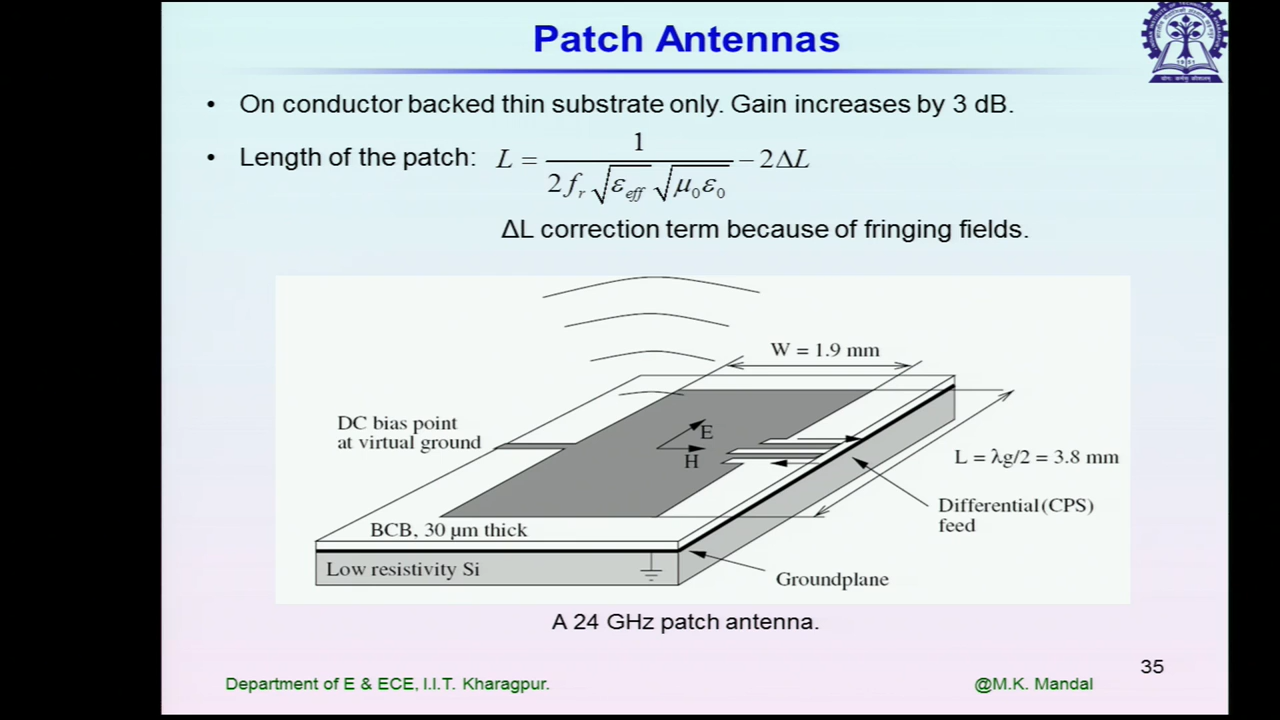 Patch Antennas
• On conductor backed thin substrate only. Gain increases by 3 dB.
• Length of the patch: L = 1 / (2 f_r √ε_eff √μ_0 ε_0) − 2ΔL
ΔL correction term because of fringing fields.
W = 1.9 mm
DC bias point
at virtual ground
E
H
L = λg/2 = 3.8 mm
Differential (CPS)
feed
BCB, 30 μm thick
Low resistivity Si
Groundplane
A 24 GHz patch antenna.
35
Department of E & ECE, I.I.T. Kharagpur.
@M.K. Mandal